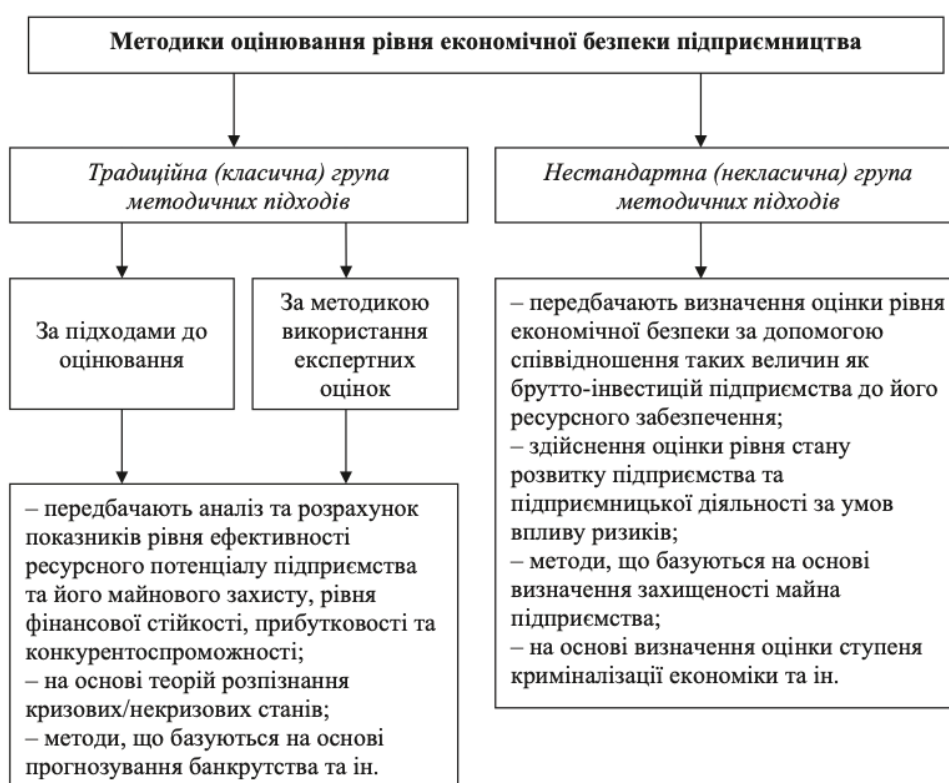 Методики оцінювання рівня економічної безпеки підприємництва
Традиційна (класична) група
методичних підходів
Нестандартна (некласична) група
методичних підходів
За підходами до
оцінювання
За методикою
використання
експертних
оцінок
– передбачають аналіз та розрахунок
показників рівня ефективності
ресурсного потенціалу підприємства
та його майнового захисту, рівня
фінансової стійкості, прибутковості та
конкурентоспроможності;
– на основі теорій розпізнання
кризових/некризових станів;
– методи, що базуються на основі
прогнозування банкрутства та ін.
– передбачають визначення оцінки рівня
економічної безпеки за допомогою
співвідношення таких величин як
брутто-інвестицій підприємства до його
ресурсного забезпечення;
– здійснення оцінки рівня стану
розвитку підприємства та
підприємницької діяльності за умов
впливу ризиків;
– методи, що базуються на основі
визначення захищеності майна
підприємства;
– на основі визначення оцінки ступеня
криміналізації економіки та ін.